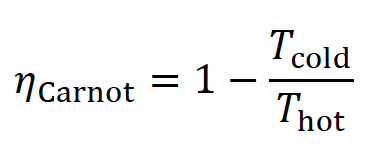 η_Carnot = 1 − T_cold / T_hot